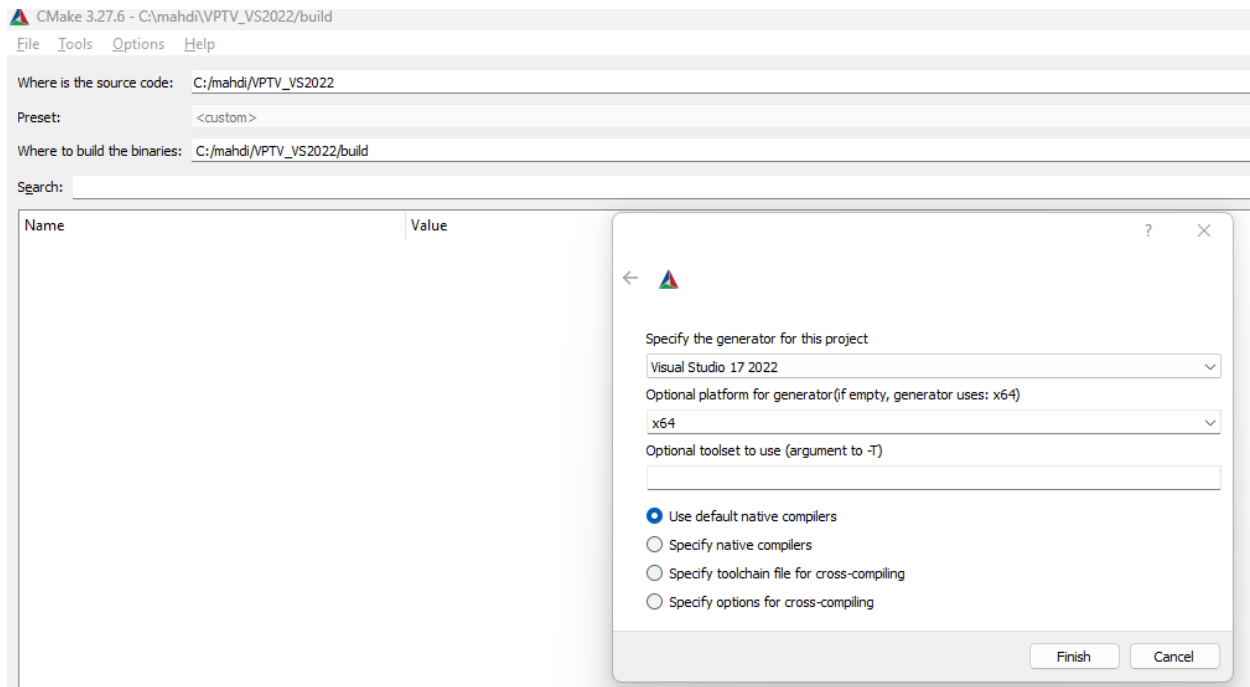 CMake 3.27.6 - C:\mahdi\VPTV_VS2022/build
File Tools Options Help
Where is the source code: C:/mahdi/VPTV_VS2022
Preset: <custom>
Where to build the binaries: C:/mahdi/VPTV_VS2022/build
Search:
Name Value
?
Specify the generator for this project
Visual Studio 17 2022
Optional platform for generator(if empty, generator uses: x64)
x64
Optional toolset to use (argument to -T)
Use default native compilers
Specify native compilers
Specify toolchain file for cross-compiling
Specify options for cross-compiling
Finish Cancel